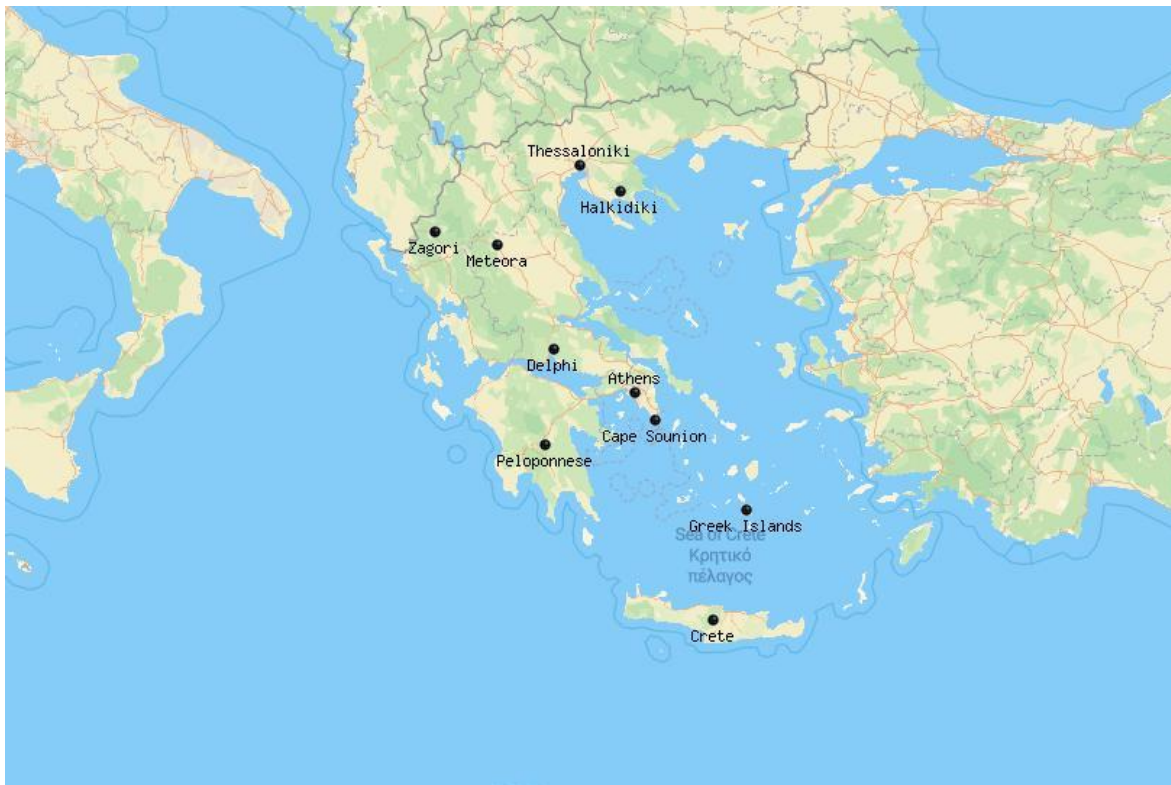 Thessaloniki
Halkidiki
Zagori
Meteora
Delphi
Athens
Cape Sounion
Peloponnese
Greek Islands
Sea of Crete
Κρητικό
πέλαγος
Crete